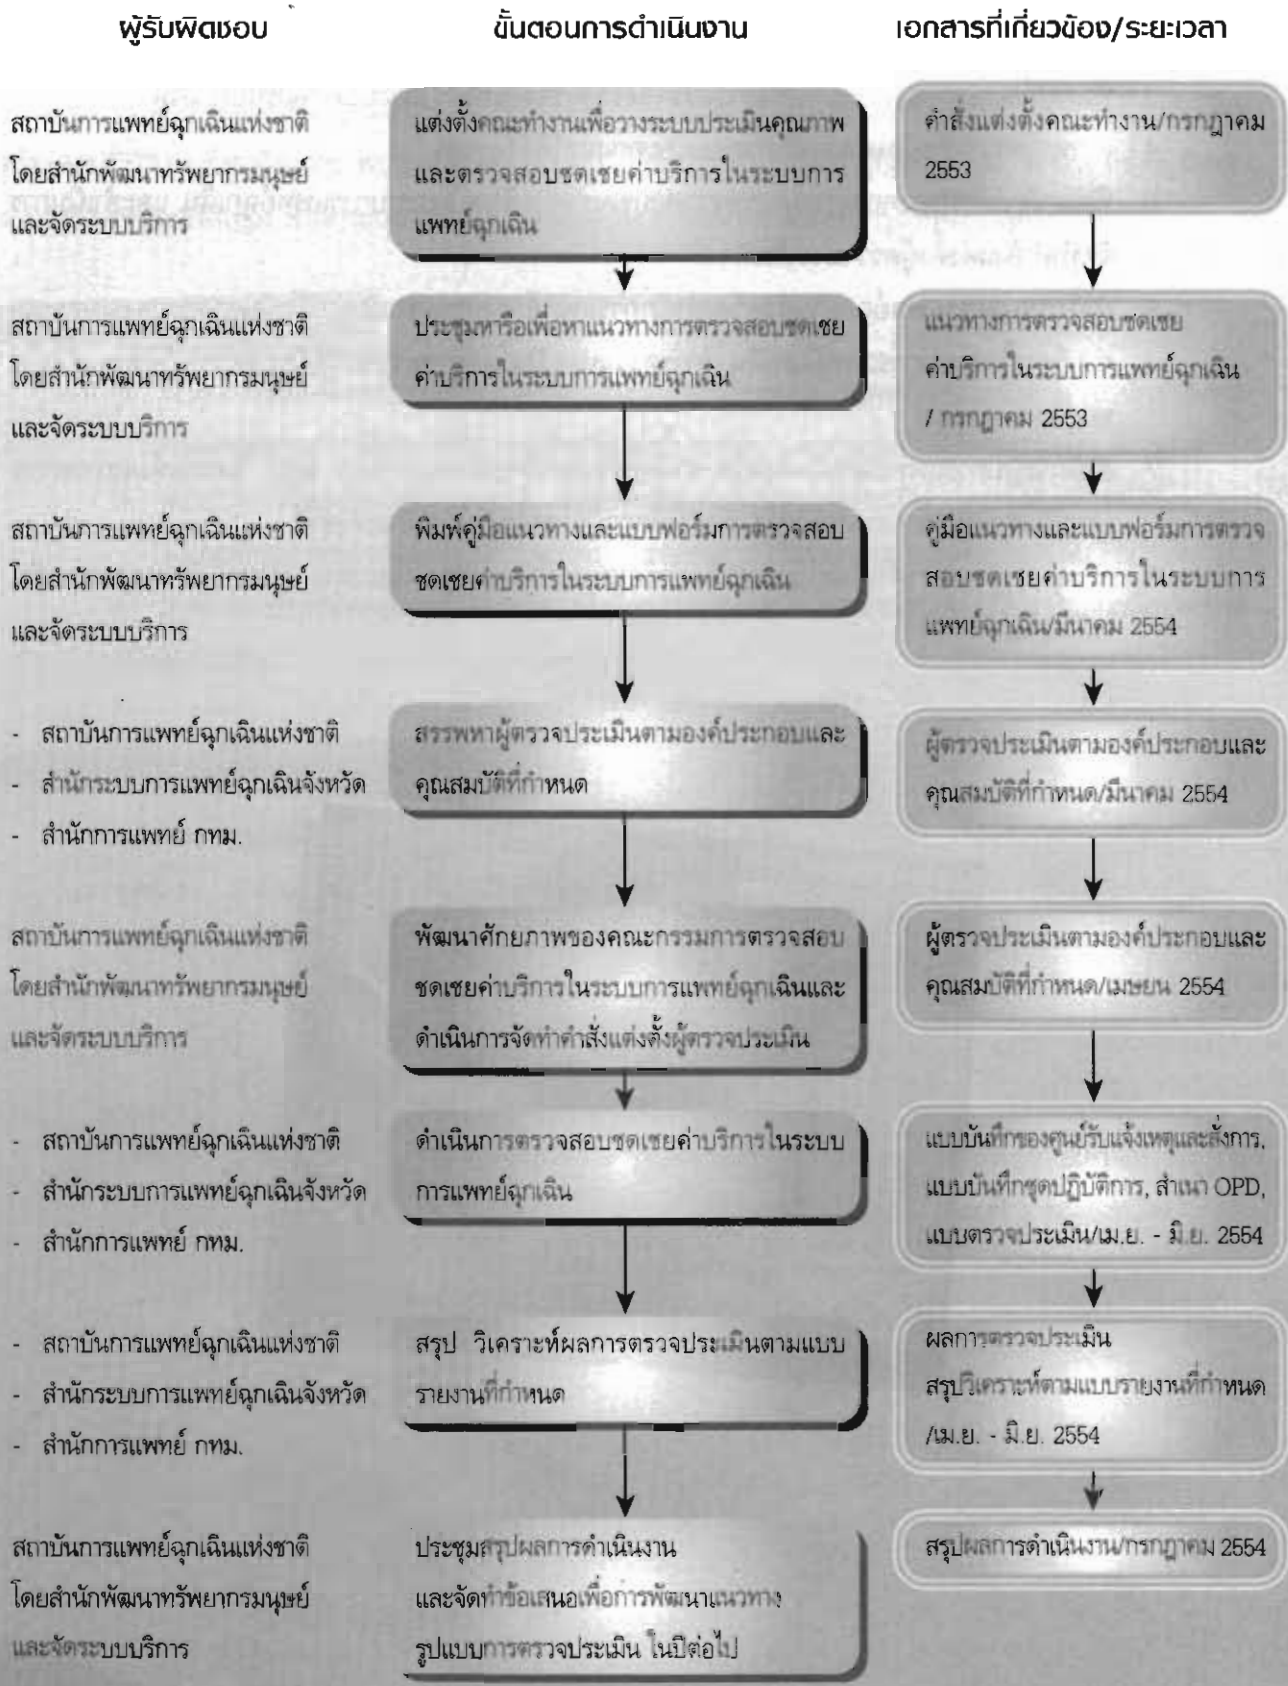 ผู้รับผิดชอบ
ขั้นตอนการดำเนินงาน
เอกสารที่เกี่ยวข้อง/ระยะเวลา
สถาบันการแพทย์ฉุกเฉินแห่งชาติ
โดยสำนักพัฒนาทรัพยากรมนุษย์
และจัดระบบบริการ
แต่งตั้งคณะทำงานเพื่อวางระบบประเมินคุณภาพ
และตรวจสอบชดเชยค่าบริการในระบบการ
แพทย์ฉุกเฉิน
คำสั่งแต่งตั้งคณะทำงาน/กรกฎาคม
2553
สถาบันการแพทย์ฉุกเฉินแห่งชาติ
โดยสำนักพัฒนาทรัพยากรมนุษย์
และจัดระบบบริการ
ประชุมหารือเพื่อหาแนวทางการตรวจสอบชดเชย
ค่าบริการในระบบการแพทย์ฉุกเฉิน
แนวทางการตรวจสอบชดเชย
ค่าบริการในระบบการแพทย์ฉุกเฉิน
/ กรกฎาคม 2553
สถาบันการแพทย์ฉุกเฉินแห่งชาติ
โดยสำนักพัฒนาทรัพยากรมนุษย์
และจัดระบบบริการ
พิมพ์คู่มือแนวทางและแบบฟอร์มการตรวจสอบ
ชดเชยค่าบริการในระบบการแพทย์ฉุกเฉิน
คู่มือแนวทางและแบบฟอร์มการตรวจ
สอบชดเชยค่าบริการในระบบการ
แพทย์ฉุกเฉิน/มีนาคม 2554
- สถาบันการแพทย์ฉุกเฉินแห่งชาติ
- สำนักระบบการแพทย์ฉุกเฉินจังหวัด
- สำนักการแพทย์ กทม.
สรรพหาผู้ตรวจประเมินตามองค์ประกอบและ
คุณสมบัติที่กำหนด
ผู้ตรวจประเมินตามองค์ประกอบและ
คุณสมบัติที่กำหนด/มีนาคม 2554
สถาบันการแพทย์ฉุกเฉินแห่งชาติ
โดยสำนักพัฒนาทรัพยากรมนุษย์
และจัดระบบบริการ
พัฒนาศักยภาพของคณะกรรมการตรวจสอบ
ชดเชยค่าบริการในระบบการแพทย์ฉุกเฉินและ
ดำเนินการจัดทำคำสั่งแต่งตั้งผู้ตรวจประเมิน
ผู้ตรวจประเมินตามองค์ประกอบและ
คุณสมบัติที่กำหนด/เมษยน 2554
- สถาบันการแพทย์ฉุกเฉินแห่งชาติ
- สำนักระบบการแพทย์ฉุกเฉินจังหวัด
- สำนักการแพทย์ กทม.
ดำเนินการตรวจสอบชดเชยค่าบริการในระบบ
การแพทย์ฉุกเฉิน
แบบบันทึกของศูนย์รับแจ้งเหตุและสั่งการ,
แบบบันทึกชุดปฏิบัติการ, สำเนา OPD,
แบบตรวจประเมิน/เม.ย. - มิ.ย. 2554
- สถาบันการแพทย์ฉุกเฉินแห่งชาติ
- สำนักระบบการแพทย์ฉุกเฉินจังหวัด
- สำนักการแพทย์ กทม.
สรุป วิเคราะห์ผลการตรวจประเมินตามแบบ
รายงานที่กำหนด
ผลการตรวจประเมิน
สรุปวิเคราะห์ตามแบบรายงานที่กำหนด
/เม.ย. - มิ.ย. 2554
สถาบันการแพทย์ฉุกเฉินแห่งชาติ
โดยสำนักพัฒนาทรัพยากรมนุษย์
และจัดระบบบริการ
ประชุมสรุปผลการดำเนินงาน
และจัดทำข้อเสนอเพื่อการพัฒนาแนวทาง
รูปแบบการตรวจประเมิน ในปีต่อไป
สรุปผลการดำเนินงาน/กรกฎาคม 2554